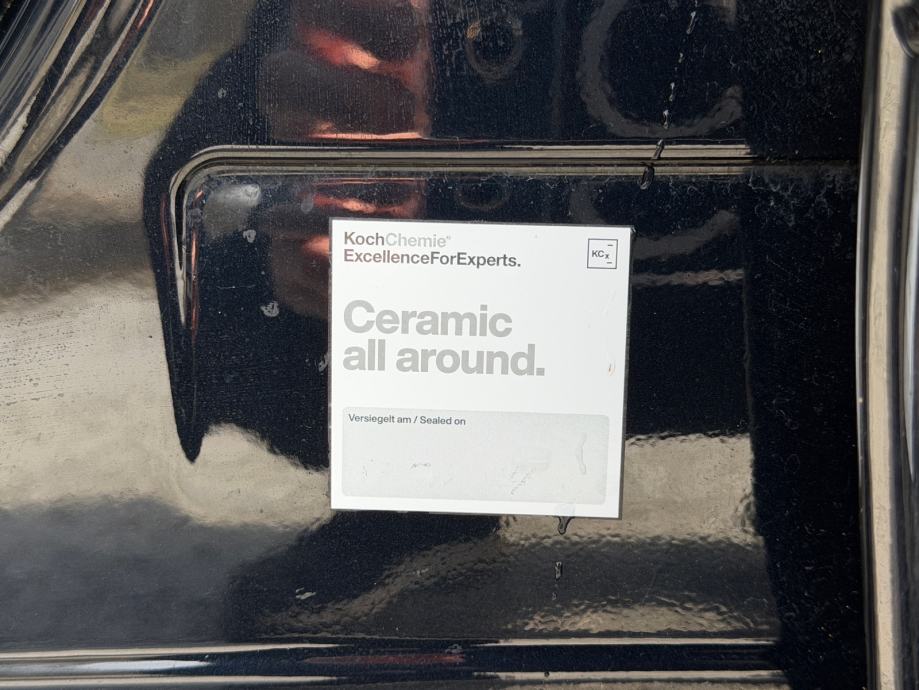 KochChemie®
ExcellenceForExperts.
KCx
Ceramic
all around.
Versiegelt am / Sealed on